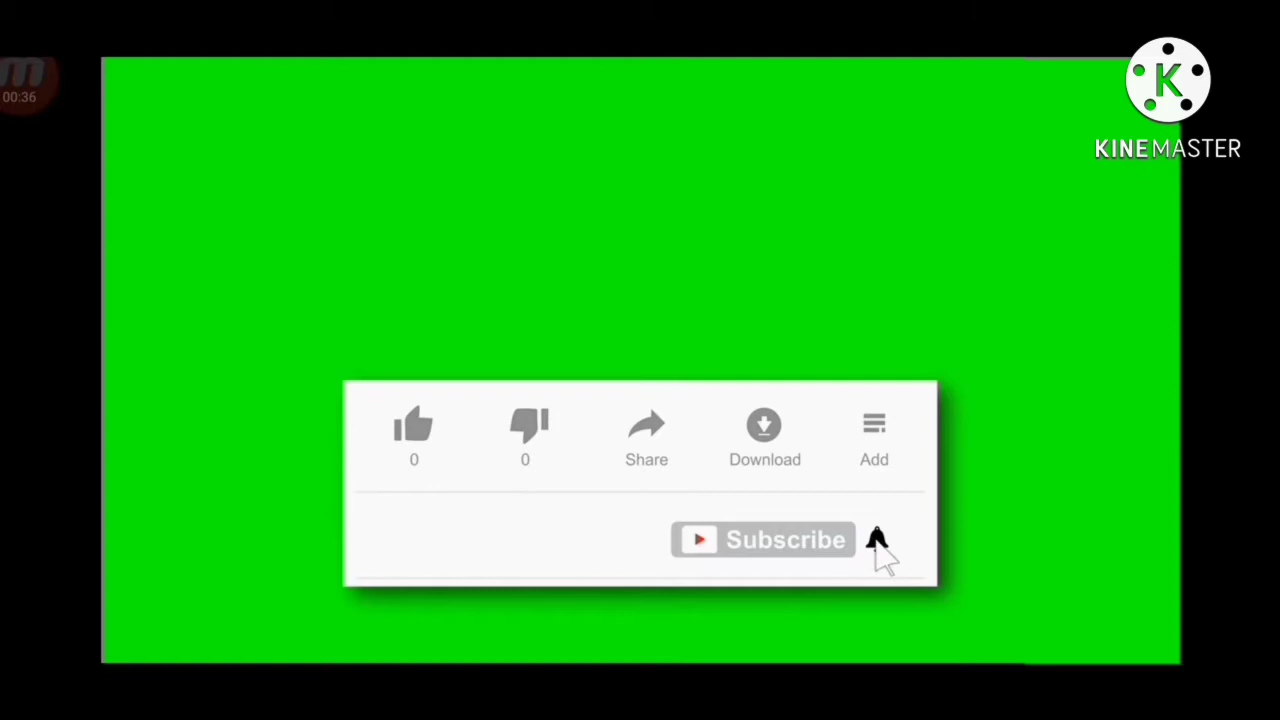 M
00:36
K
KINEMASTER
0 0 Share Download Add
Subscribe